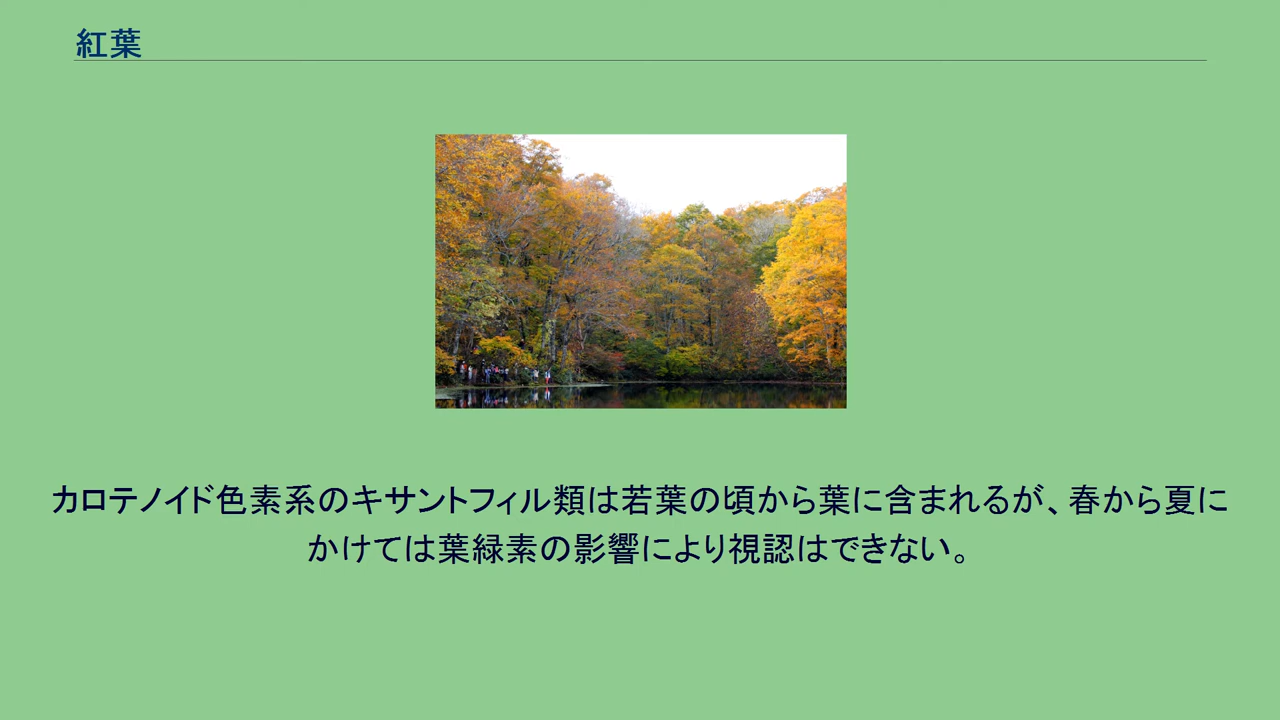 紅葉
カロテノイド色素系のキサントフィル類は若葉の頃から葉に含まれるが、春から夏に
かけては葉緑素の影響により視認はできない。